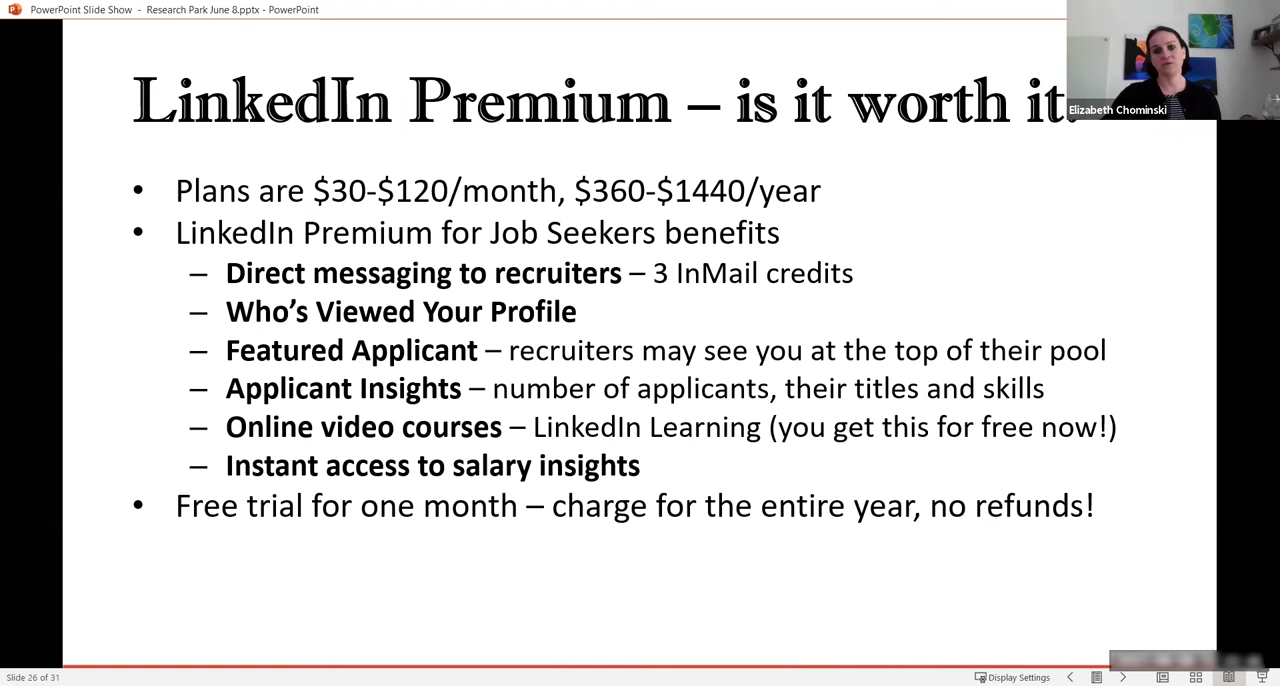 PowerPoint Slide Show - Research Park June 8.pptx - PowerPoint
LinkedIn Premium – is it worth it
Elizabeth Chominski
• Plans are $30-$120/month, $360-$1440/year
• LinkedIn Premium for Job Seekers benefits
– Direct messaging to recruiters – 3 InMail credits
– Who’s Viewed Your Profile
– Featured Applicant – recruiters may see you at the top of their pool
– Applicant Insights – number of applicants, their titles and skills
– Online video courses – LinkedIn Learning (you get this for free now!)
– Instant access to salary insights
• Free trial for one month – charge for the entire year, no refunds!
Slide 26 of 31
Display Settings